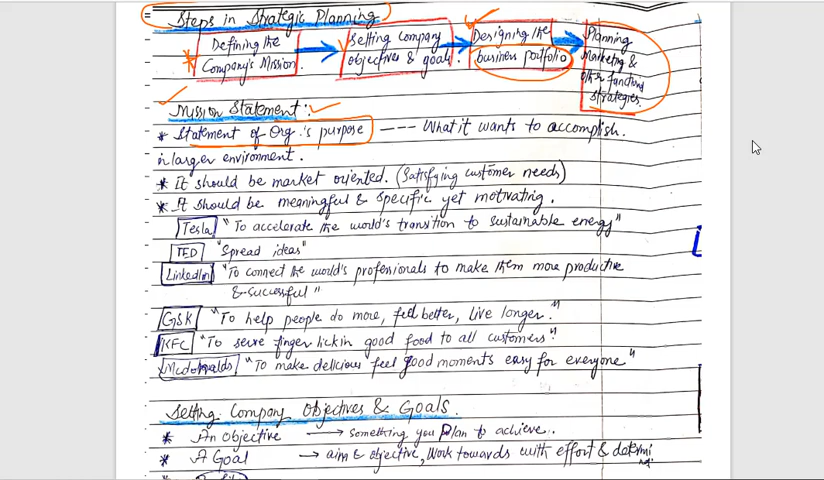 Steps in Strategic Planning
Defining the Company's Mission.
Setting company objectives & goals.
Designing the business portfolio
Planning Marketing & other functional strategies.
Mission Statement :
* Statement of Org.'s purpose ---- What it wants to accomplish.
in larger environment.
* It should be market oriented. (Satisfying customer needs)
* It should be meaningful & specific yet motivating.
Tesla "To accelerate the world's transition to sustainable energy"
TED "Spread ideas"
LinkedIn "To connect the world's professionals to make them more productive
& successful"
GSK "To help people do more, feel better, live longer."
KFC "To serve finger lickin good food to all customers".
Mcdonalds "To make delicious feel good moments easy for everyone"
Setting Company Objectives & Goals.
* An Objective → something you Plan to achieve..
* A Goal → aim & objective, work towards with effort & determi